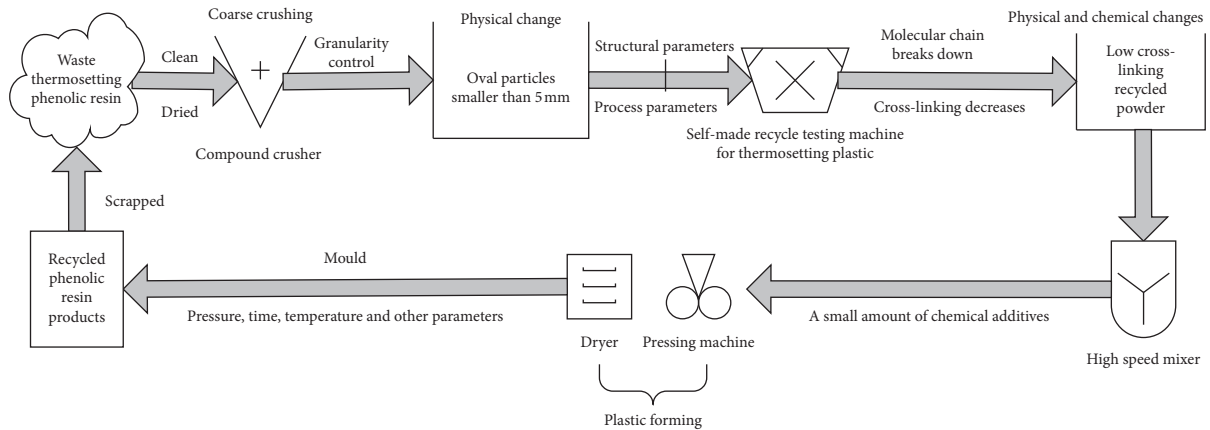 Waste
thermosetting
phenolic resin
Clean
Dried
Coarse crushing
Compound crusher
Granularity
control
Physical change
Oval particles
smaller than 5 mm
Structural parameters
Process parameters
Self-made recycle testing machine
for thermosetting plastic
Molecular chain
breaks down
Cross-linking decreases
Physical and chemical changes
Low cross-
linking
recycled
powder
High speed mixer
A small amount of chemical additives
Pressing machine
Dryer
Plastic forming
Mould
Pressure, time, temperature and other parameters
Recycled
phenolic
resin
products
Scrapped